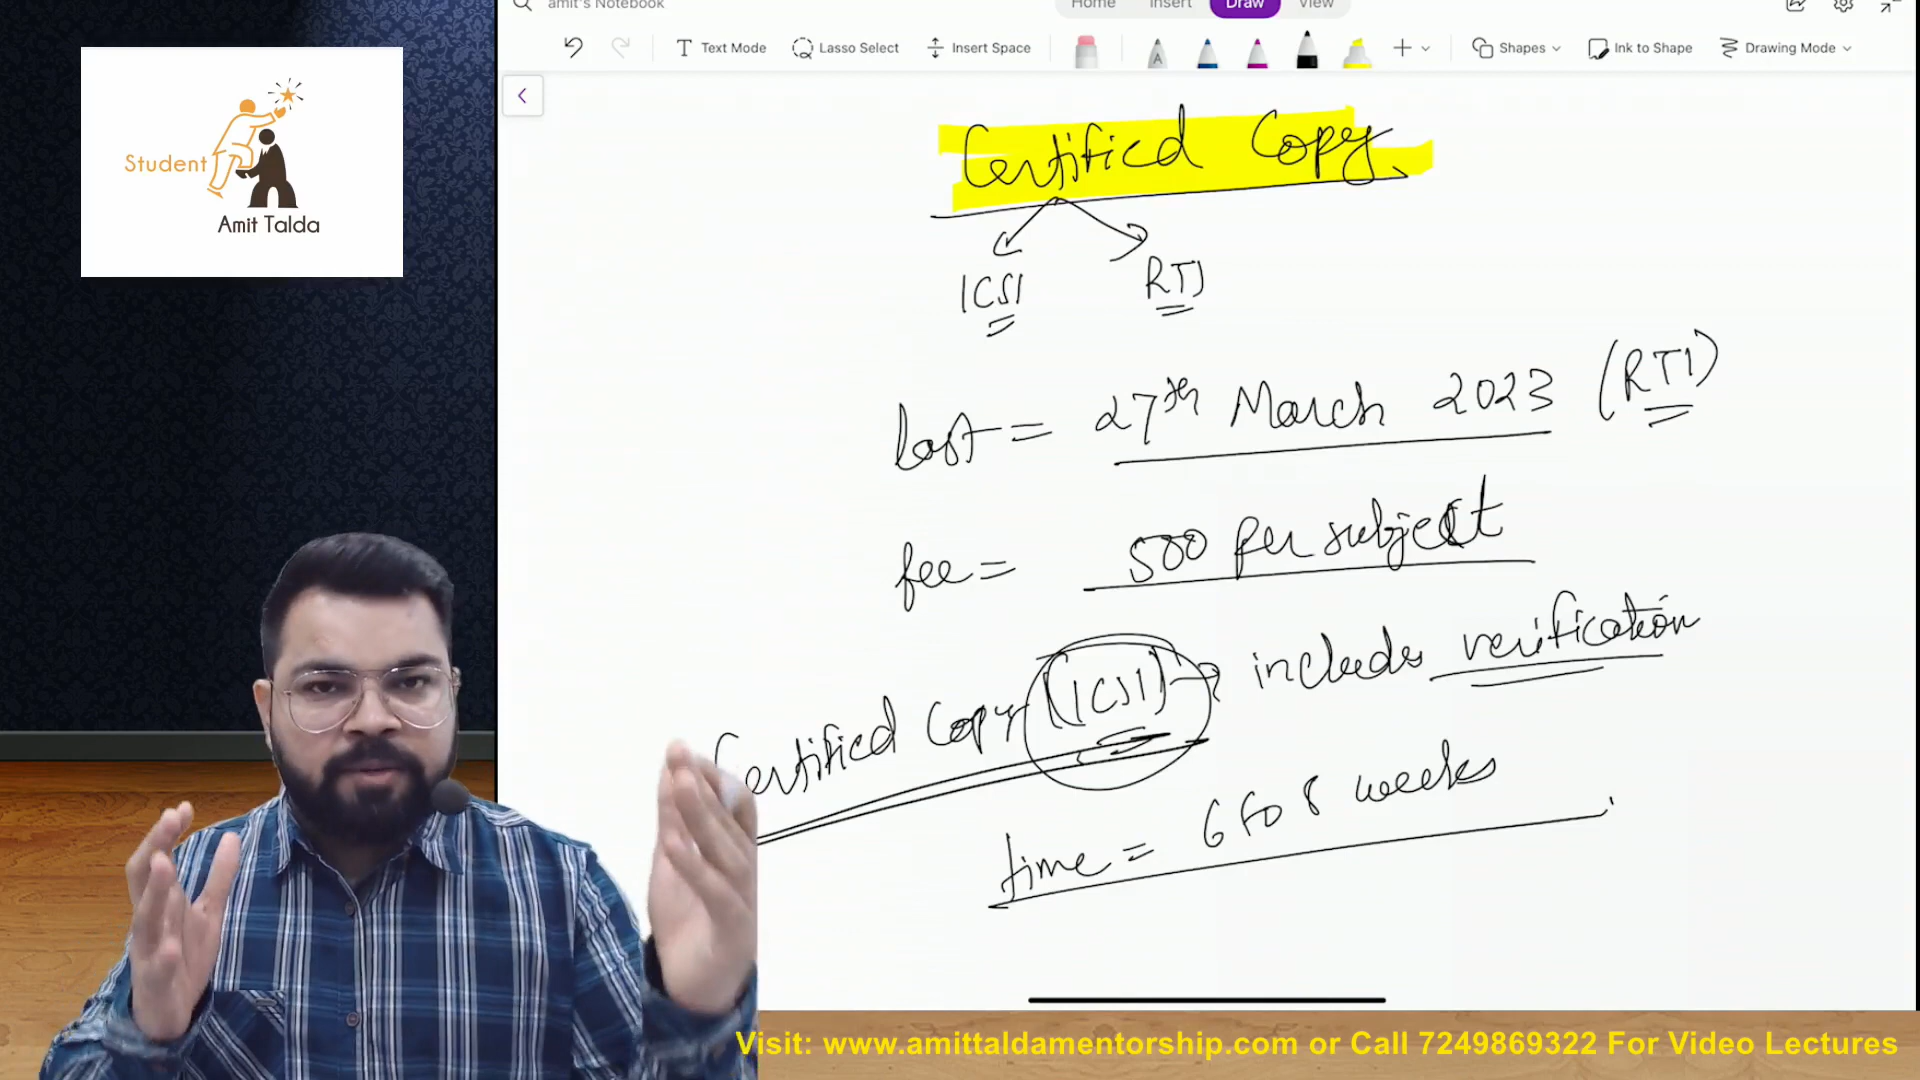 Student
Amit Talda
amit's Notebook
Home Insert Draw View
Text Mode Lasso Select Insert Space Shapes Ink to Shape Drawing Mode
Certified Copy
ICSI RTI
last = 27th March 2023 (RTI)
fee = 500 per subject
Certified Copy (ICSI) → includes verification
time = 6 to 8 weeks
Visit: www.amittaldamentorship.com or Call 7249869322 For Video Lectures